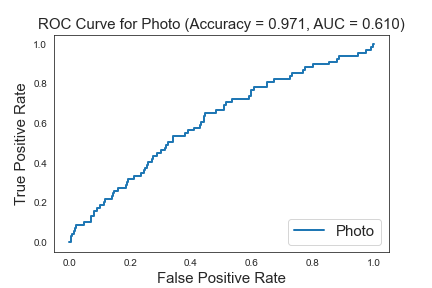 ROC Curve for Photo (Accuracy = 0.971, AUC = 0.610)
True Positive Rate
1.0
0.8
0.6
0.4
0.2
0.0
Photo
0.0 0.2 0.4 0.6 0.8 1.0
False Positive Rate